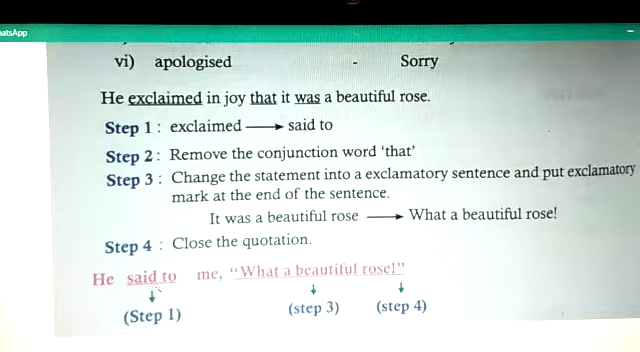 atsApp
vi) apologised - Sorry
He exclaimed in joy that it was a beautiful rose.
Step 1 : exclaimed → said to
Step 2 : Remove the conjunction word ‘that’
Step 3 : Change the statement into a exclamatory sentence and put exclamatory
mark at the end of the sentence.
It was a beautiful rose → What a beautiful rose!
Step 4 : Close the quotation.
He said to me, “What a beautiful rose!”
(Step 1) (step 3) (step 4)